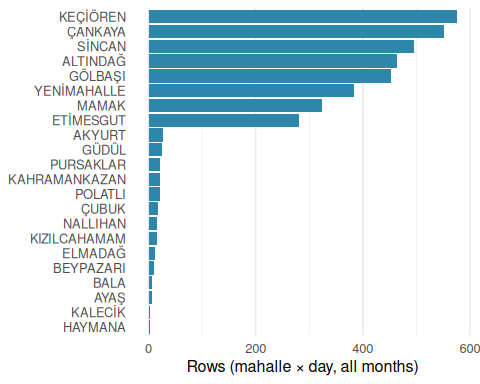 KEÇİÖREN
ÇANKAYA
SİNCAN
ALTINDAĞ
GÖLBAŞI
YENİMAHALLE
MAMAK
ETİMESGUT
AKYURT
GÜDÜL
PURSAKLAR
KAHRAMANKAZAN
POLATLI
ÇUBUK
NALLIHAN
KIZILCAHAMAM
ELMADAĞ
BEYPAZARI
BALA
AYAŞ
KALECİK
HAYMANA
0 200 400 600
Rows (mahalle × day, all months)